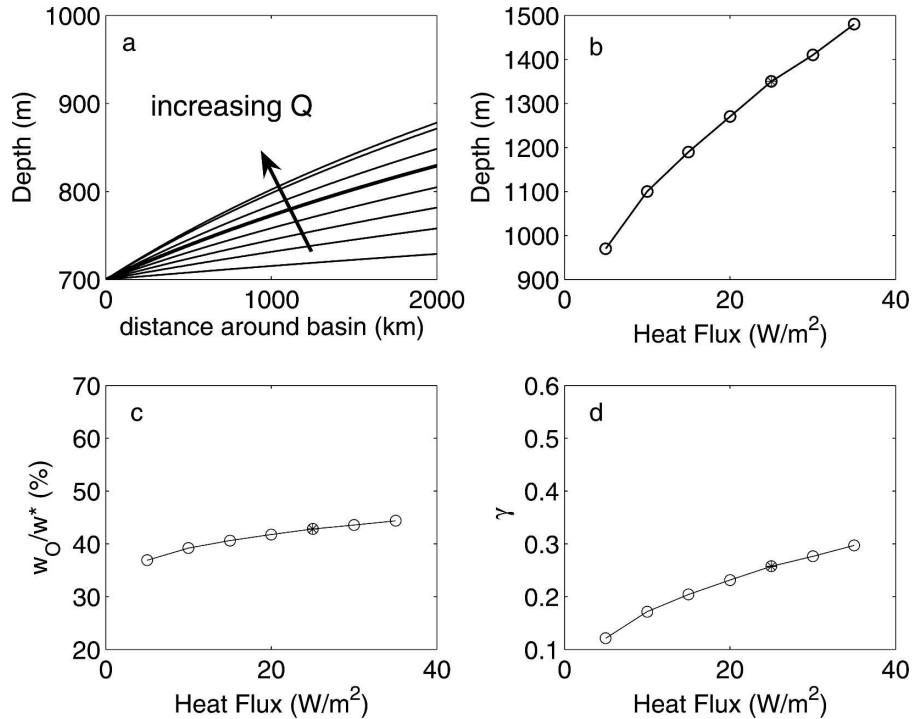 a
increasing Q
Depth (m)
1000
900
800
700
0
1000
2000
distance around basin (km)
b
Depth (m)
1500
1400
1300
1200
1100
1000
900
0
20
40
Heat Flux (W/m²)
c
w_O/w* (%)
70
60
50
40
30
20
0
20
40
Heat Flux (W/m²)
d
γ
0.6
0.5
0.4
0.3
0.2
0.1
0
20
40
Heat Flux (W/m²)